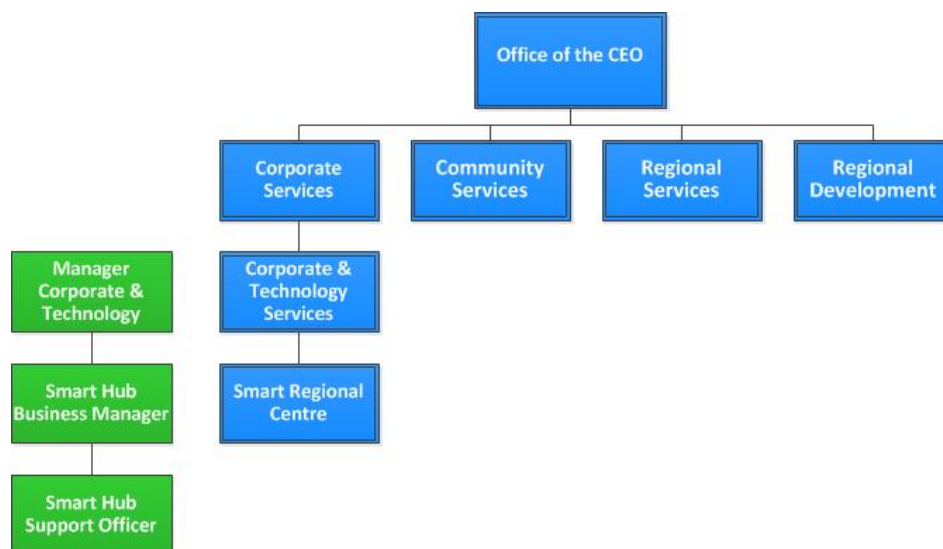 Office of the CEO
Corporate
Services
Community
Services
Regional
Services
Regional
Development
Manager
Corporate &
Technology
Corporate &
Technology
Services
Smart Hub
Business Manager
Smart Regional
Centre
Smart Hub
Support Officer